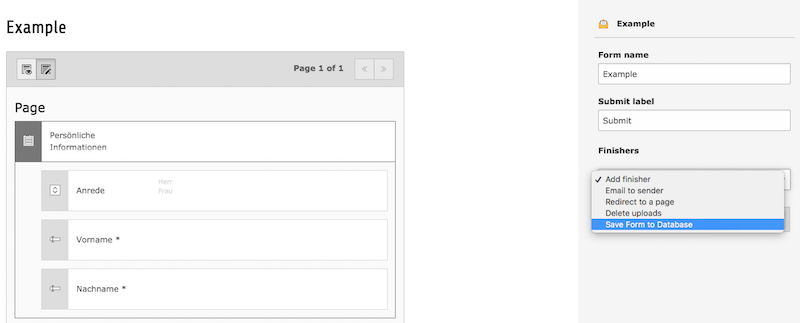 Example
Page 1 of 1
Page
Persönliche
Informationen
Anrede
Herr
Frau
Vorname *
Nachname *
Example
Form name
Example
Submit label
Submit
Finishers
✓ Add finisher
Email to sender
Redirect to a page
Delete uploads
Save Form to Database